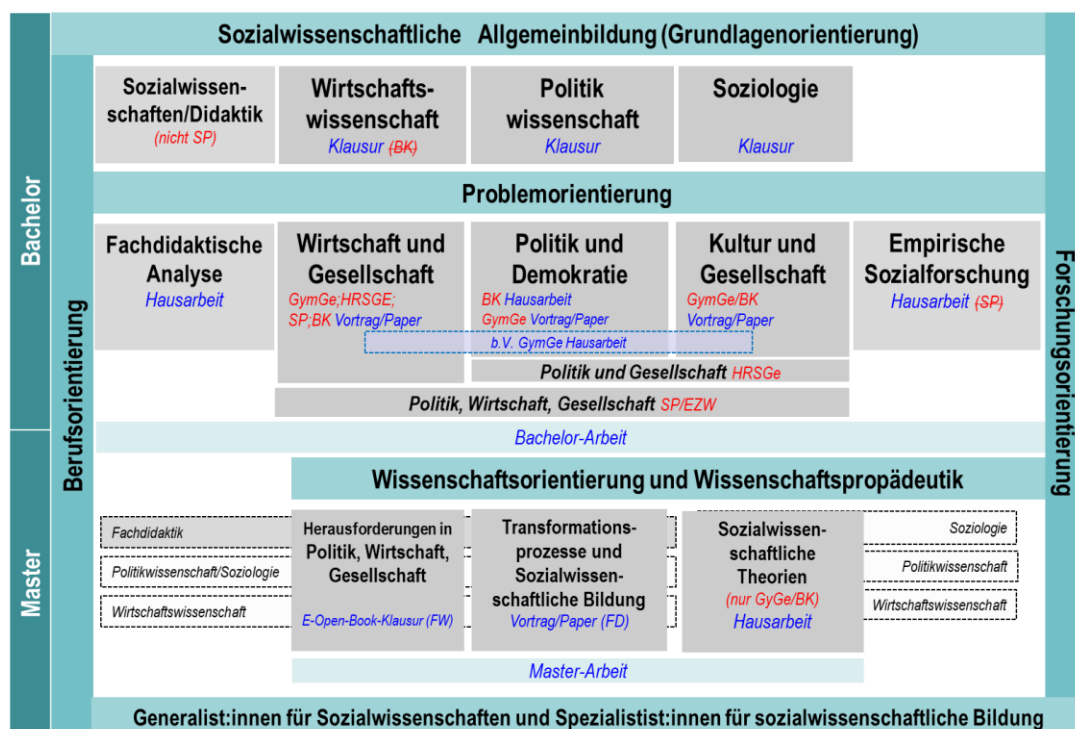 Sozialwissenschaftliche Allgemeinbildung (Grundlagenorientierung)
Bachelor
Master
Berufsorientierung
Forschungsorientierung
Sozialwissen-
schaften/Didaktik
(nicht SP)
Wirtschafts-
wissenschaft
Klausur (BK)
Politik
wissenschaft
Klausur
Soziologie
Klausur
Problemorientierung
Fachdidaktische
Analyse
Hausarbeit
Wirtschaft und
Gesellschaft
GymGe;HRSGE;
SP;BK Vortrag/Paper
Politik und
Demokratie
BK Hausarbeit
GymGe Vortrag/Paper
Kultur und
Gesellschaft
GymGe/BK
Vortrag/Paper
Empirische
Sozialforschung
Hausarbeit (SP)
b.V. GymGe Hausarbeit
Politik und Gesellschaft HRSGe
Politik, Wirtschaft, Gesellschaft SP/EZW
Bachelor-Arbeit
Wissenschaftsorientierung und Wissenschaftspropädeutik
Fachdidaktik
Politikwissenschaft/Soziologie
Wirtschaftswissenschaft
Herausforderungen in
Politik, Wirtschaft,
Gesellschaft
E-Open-Book-Klausur (FW)
Transformations-
prozesse und
Sozialwissen-
schaftliche Bildung
Vortrag/Paper (FD)
Sozialwissen-
schaftliche
Theorien
(nur GyGe/BK)
Hausarbeit
Soziologie
Politikwissenschaft
Wirtschaftswissenschaft
Master-Arbeit
Generalist:innen für Sozialwissenschaften und Spezialistist:innen für sozialwissenschaftliche Bildung